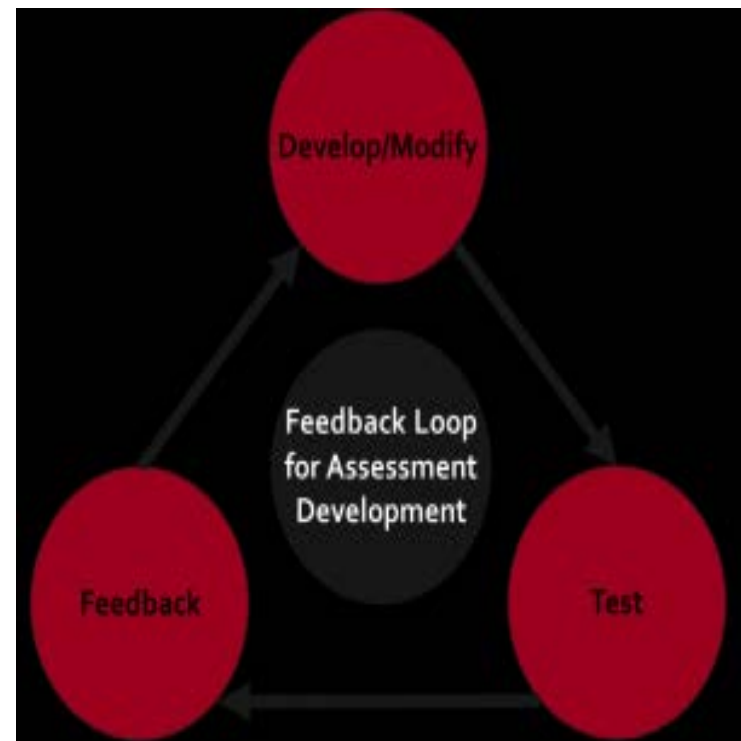 Develop/Modify
Feedback Loop
for Assessment
Development
Feedback
Test